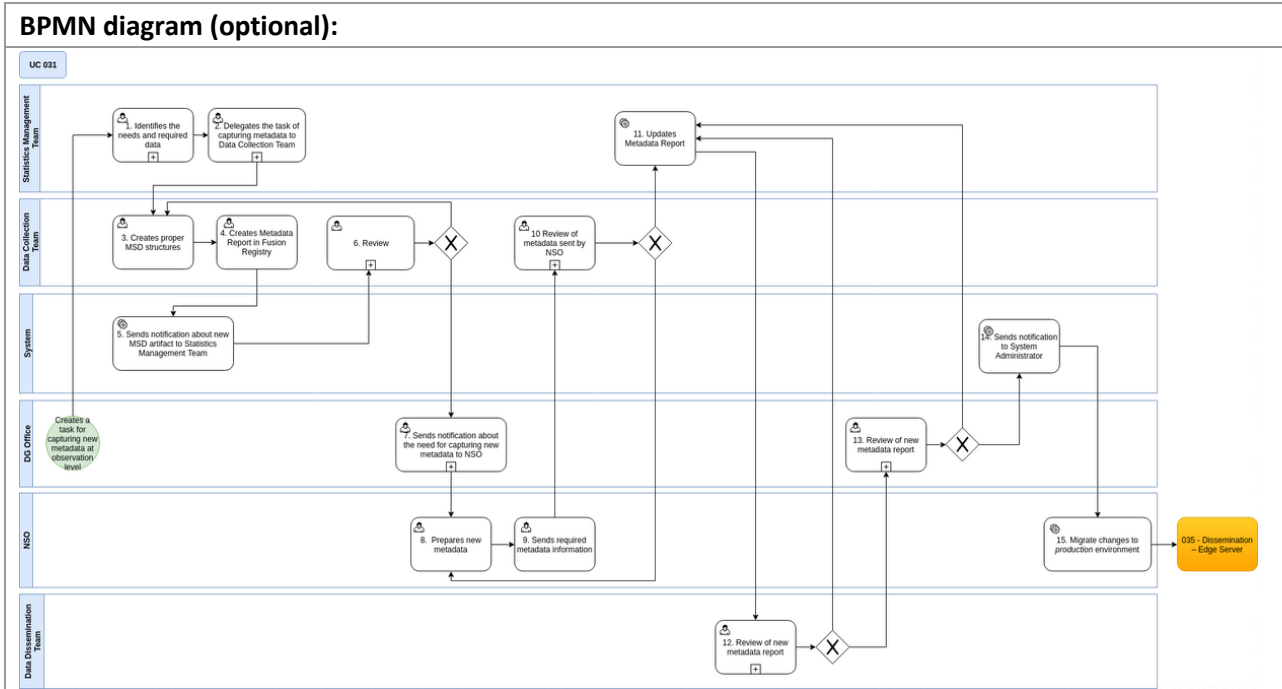 BPMN diagram (optional):
UC 031
Statistics Management
Team
1. Identifies the
needs and required
data
2. Delegates the task of
capturing metadata to
Data Collection Team
11. Updates
Metadata Report
Data Collection
Team
3. Creates proper
MSD structures
4. Creates Metadata
Report in Fusion
Registry
6. Review
10 Review of
metadata sent by
NSO
System
5. Sends notification about new
MSD artifact to Statistics
Management Team
14. Sends notification
to System
Administrator
DG Office
Creates a
task for
capturing new
metadata at
observation
level
7. Sends notification about
the need for capturing new
metadata to NSO
13. Review of new
metadata report
NSO
8. Prepares new
metadata
9. Sends required
metadata information
15. Migrate changes to
production environment
035 - Dissemination
– Edge Server
Data Dissemination
Team
12. Review of new
metadata report